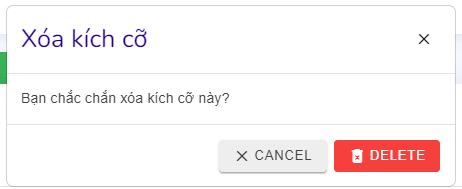 Xóa kích cỡ
Bạn chắc chắn xóa kích cỡ này?
CANCEL DELETE